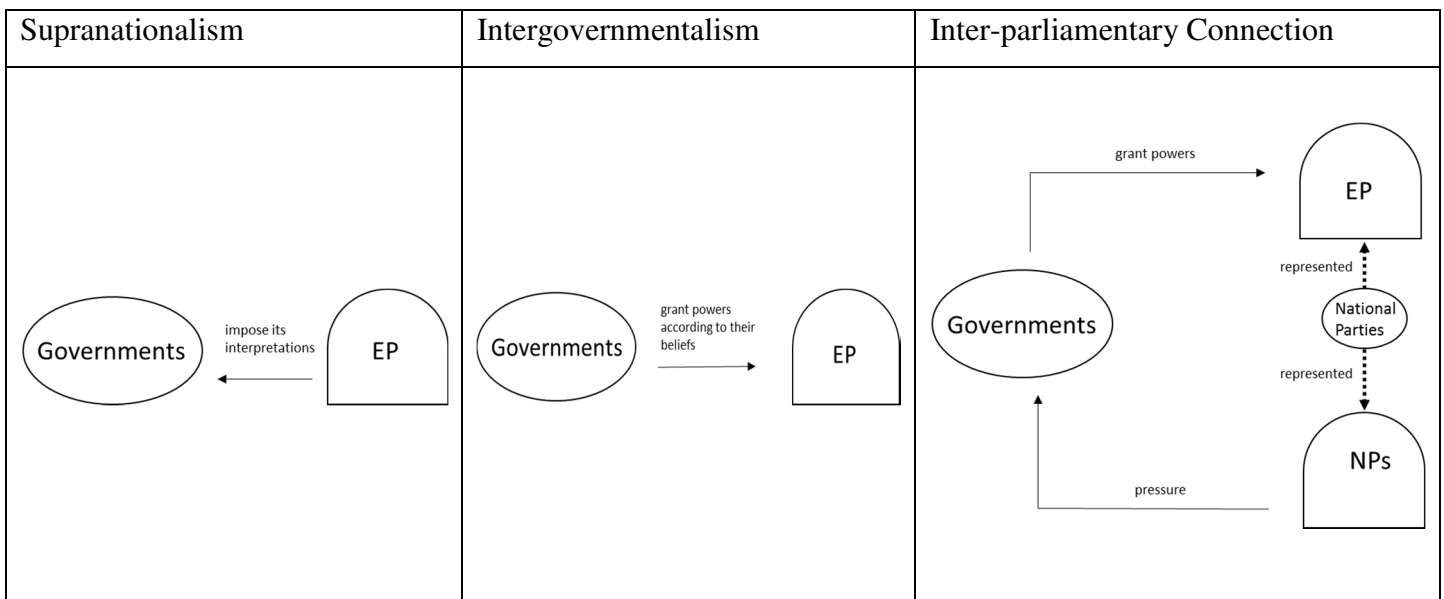 Supranationalism
Intergovernmentalism
Inter-parliamentary Connection
Governments
impose its
interpretations
EP
Governments
grant powers
according to their
beliefs
EP
grant powers
EP
represented
National
Parties
Governments
represented
NPs
pressure